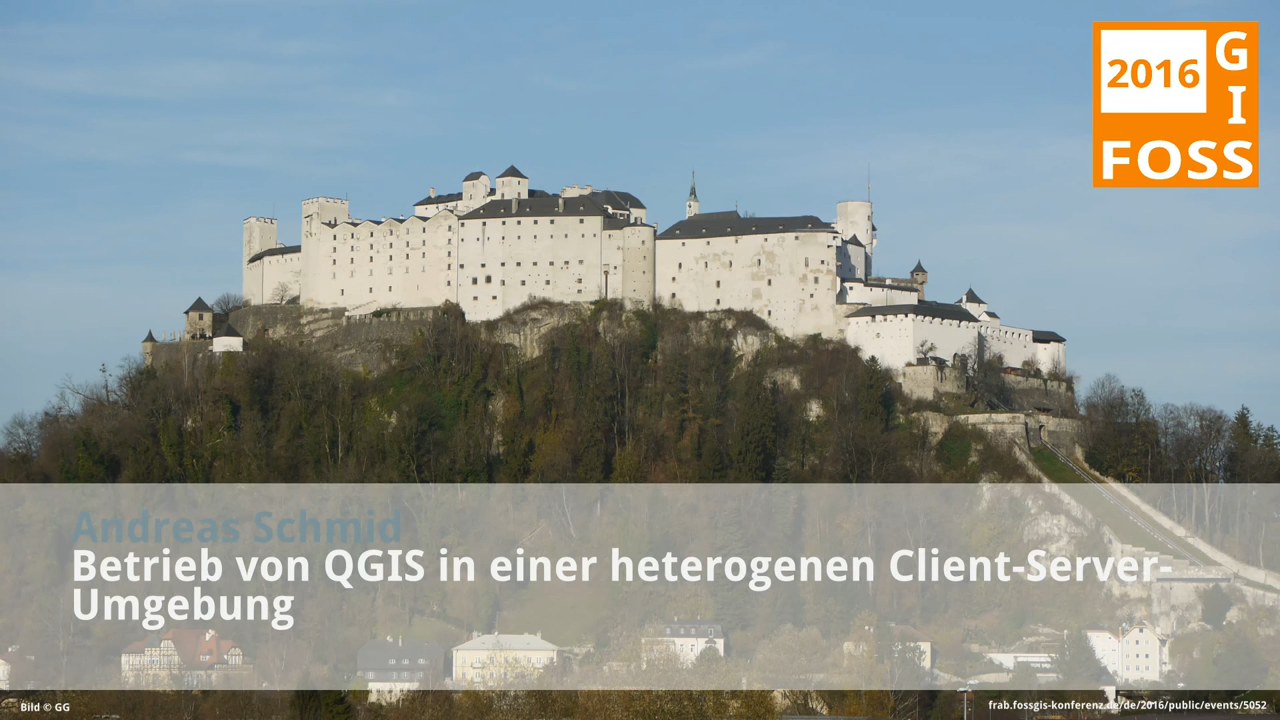 2016
G
I
FOSS
Andreas Schmid
Betrieb von QGIS in einer heterogenen Client-Server-
Umgebung
Bild © GG
frab.fossgis-konferenz.de/de/2016/public/events/5052